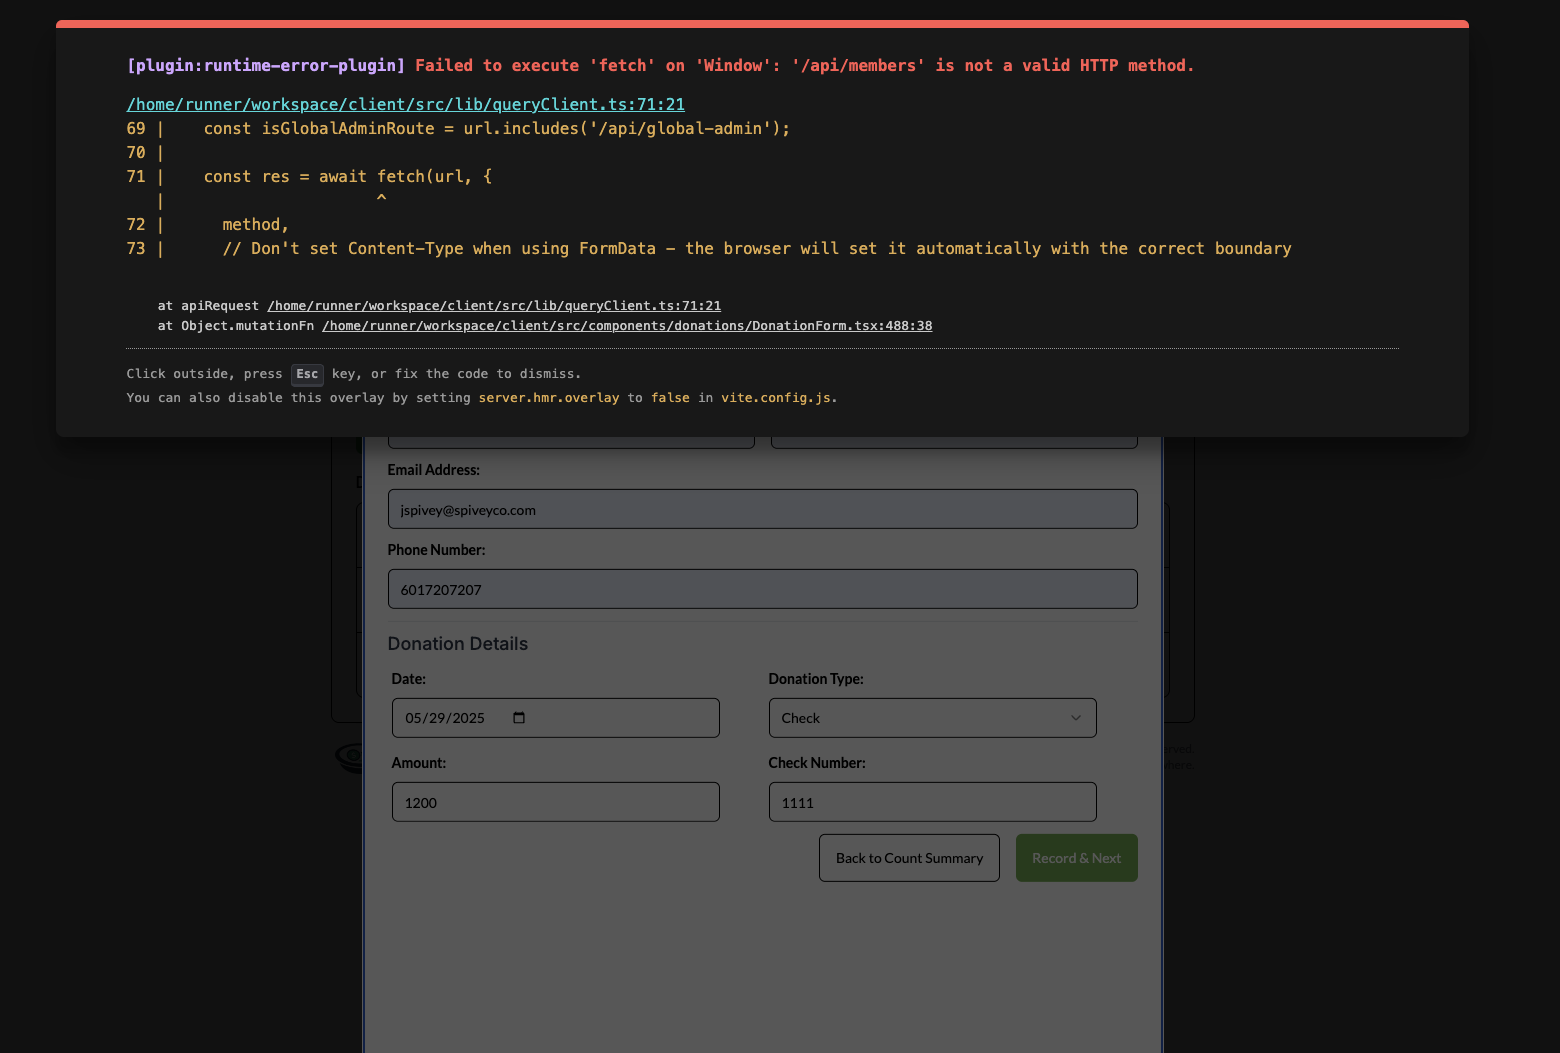 [plugin:runtime-error-plugin] Failed to execute 'fetch' on 'Window': '/api/members' is not a valid HTTP method.
/home/runner/workspace/client/src/lib/queryClient.ts:71:21
69 |    const isGlobalAdminRoute = url.includes('/api/global-admin');
70 |
71 |    const res = await fetch(url, {
   |                      ^
72 |      method,
73 |      // Don't set Content-Type when using FormData - the browser will set it automatically with the correct boundary
at apiRequest /home/runner/workspace/client/src/lib/queryClient.ts:71:21
at Object.mutationFn /home/runner/workspace/client/src/components/donations/DonationForm.tsx:488:38
Click outside, press Esc key, or fix the code to dismiss.
You can also disable this overlay by setting server.hmr.overlay to false in vite.config.js.
Email Address:
jspivey@spiveyco.com
Phone Number:
6017207207
Donation Details
Date:
Donation Type:
05/29/2025
Check
Amount:
Check Number:
1200
1111
Back to Count Summary
Record & Next